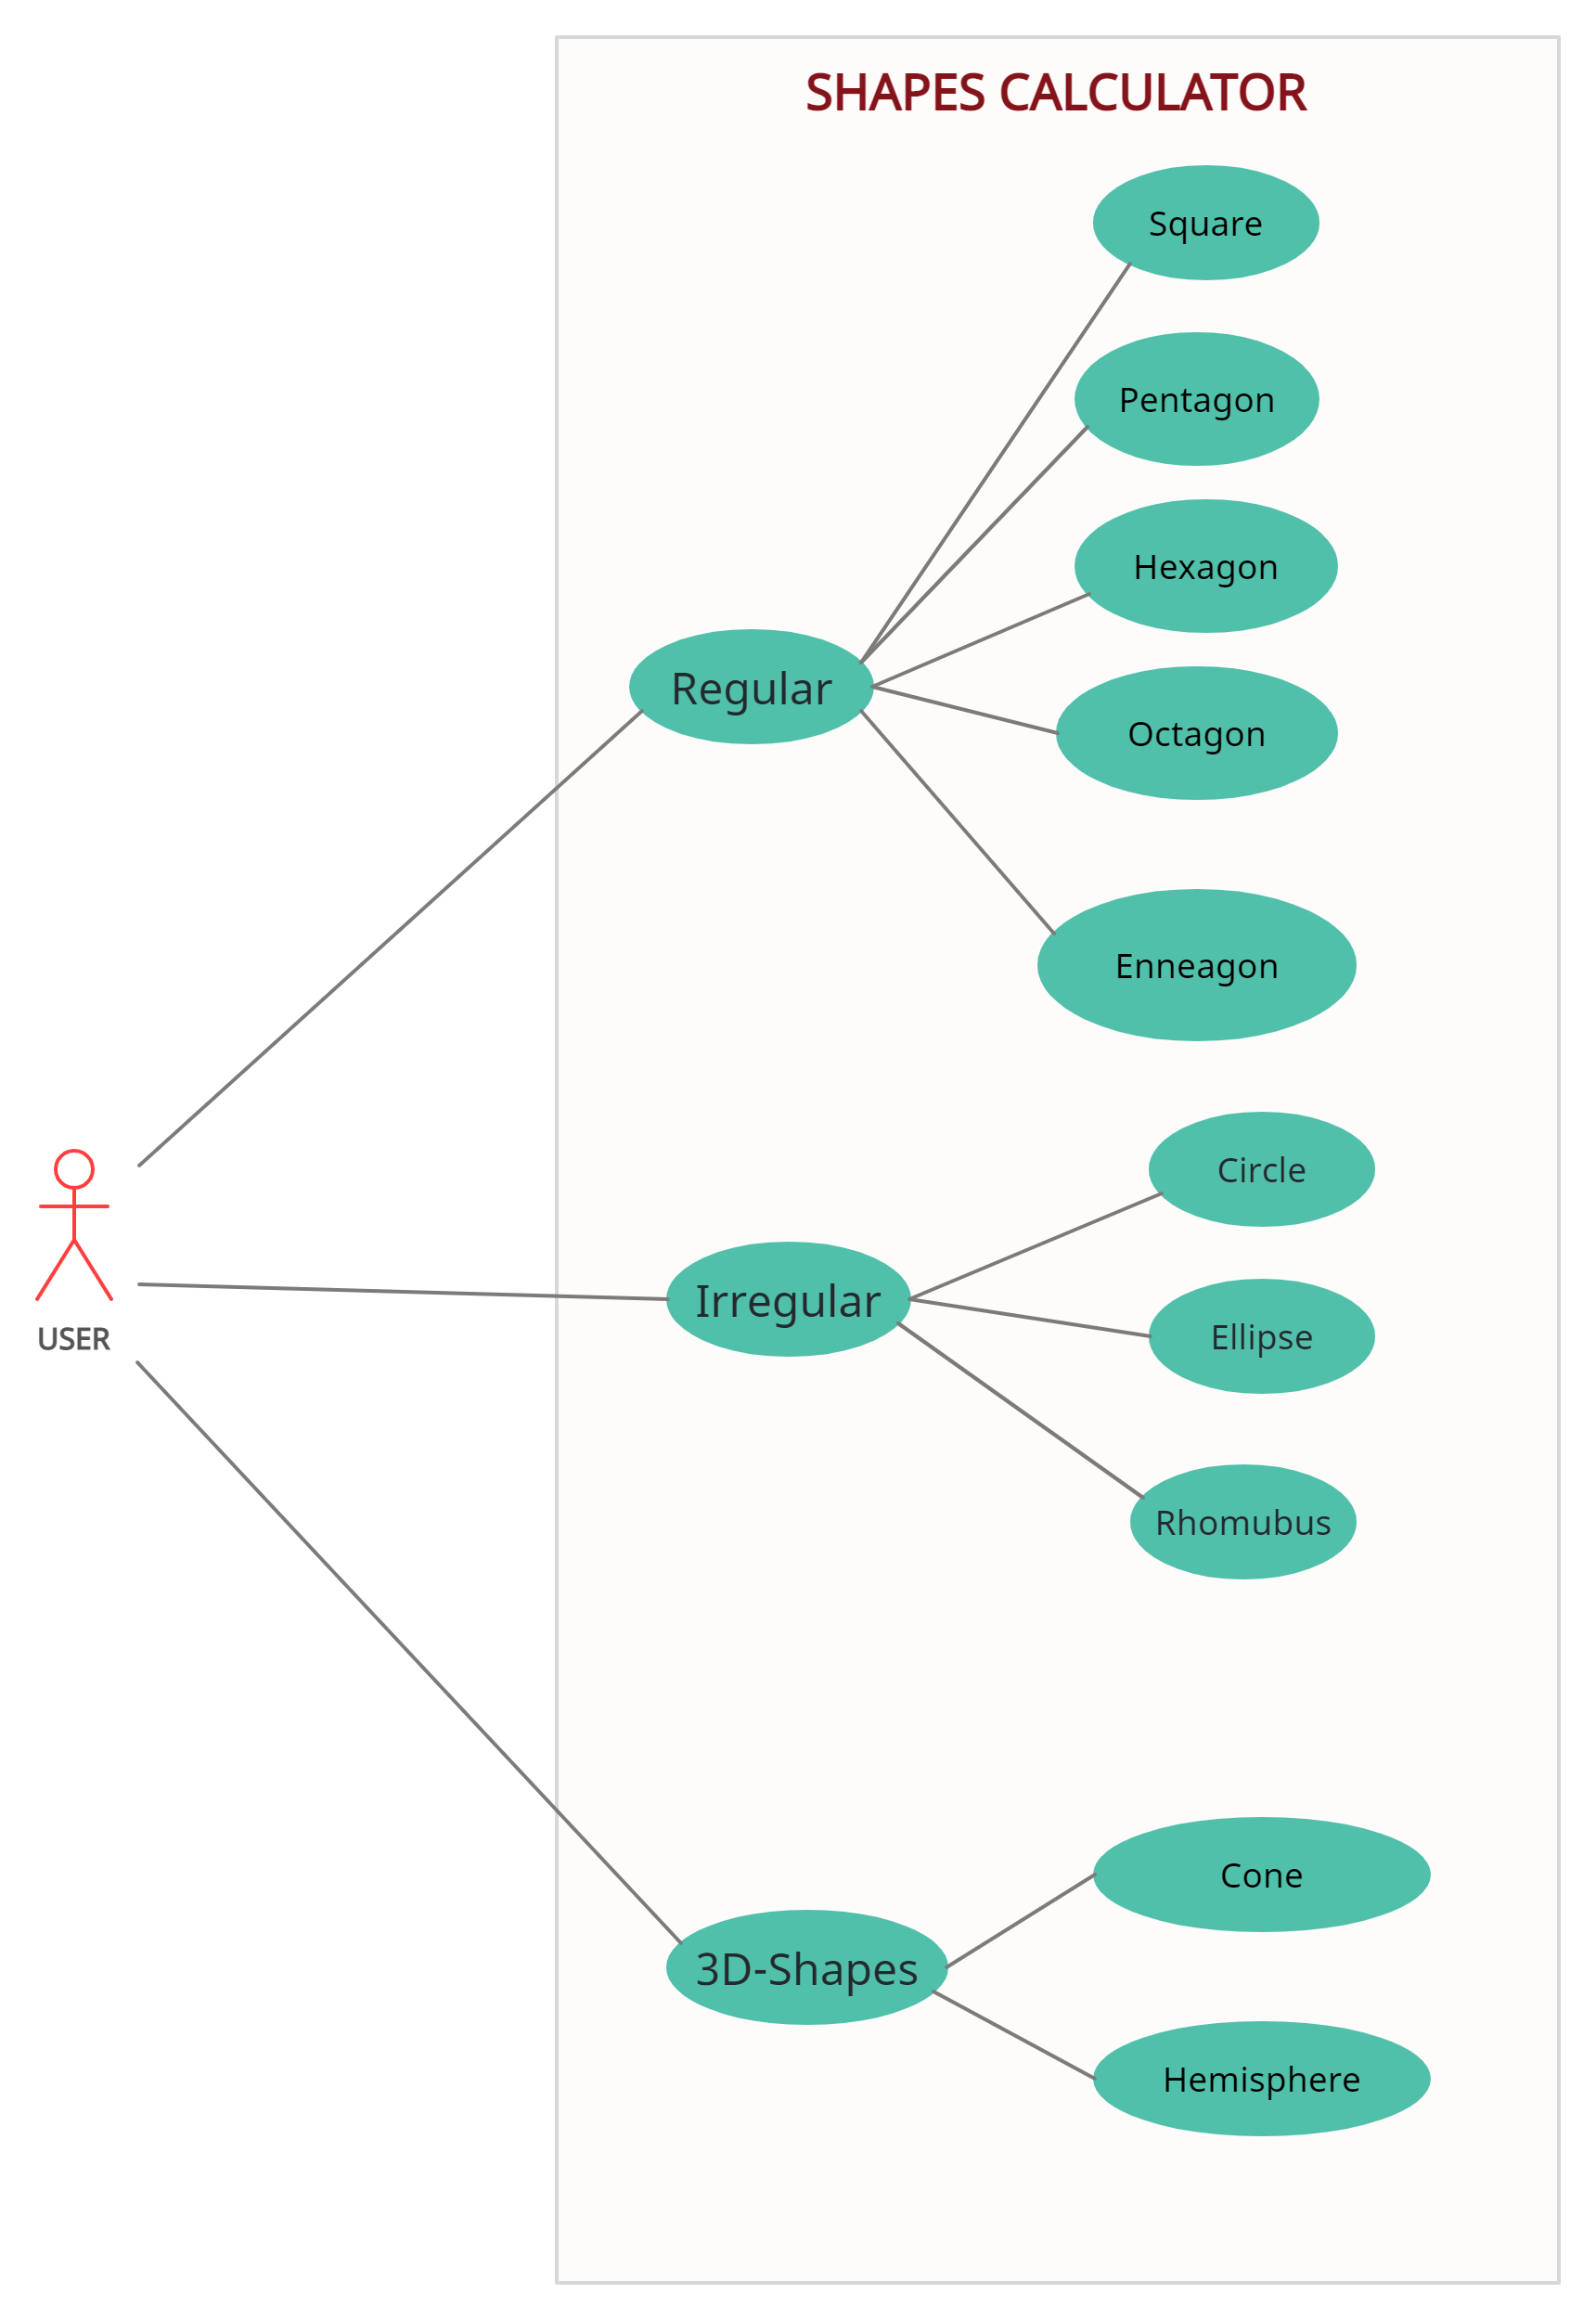 SHAPES CALCULATOR
Square
Pentagon
Hexagon
Regular
Octagon
Enneagon
Circle
Irregular
USER
Ellipse
Rhomubus
Cone
3D-Shapes
Hemisphere